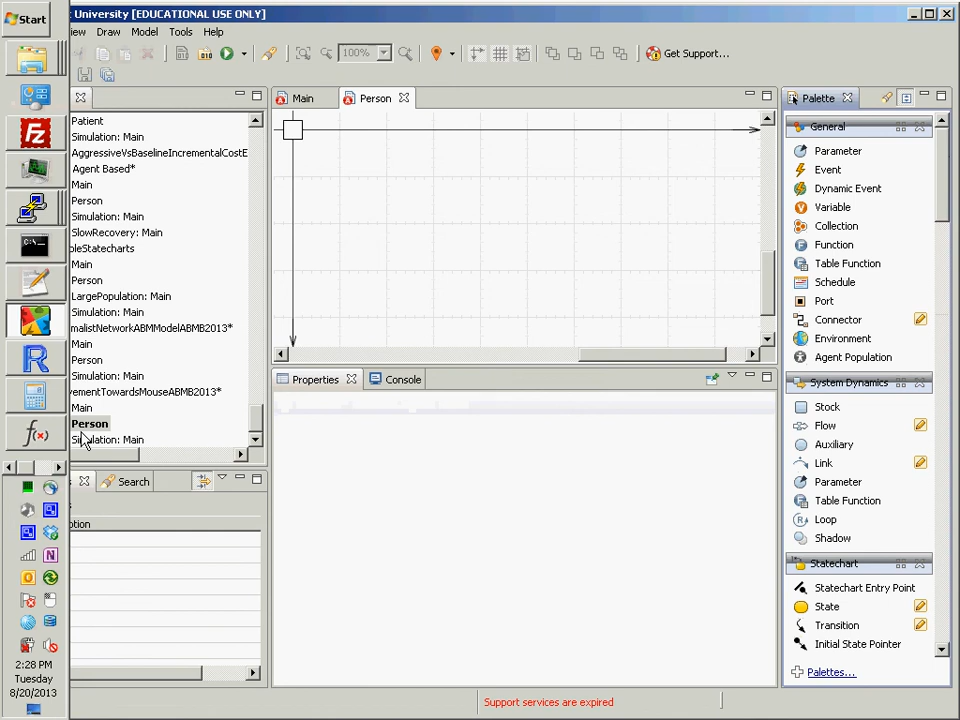 Start
University [EDUCATIONAL USE ONLY]
iew Draw Model Tools Help
100%
Get Support...
Main
Person
Palette
Patient
Simulation: Main
AggressiveVsBaselineIncrementalCostE
Agent Based*
Main
Person
Simulation: Main
SlowRecovery: Main
leStatecharts
Main
Person
LargePopulation: Main
Simulation: Main
malistNetworkABMModelABMB2013*
Main
Person
Simulation: Main
vementTowardsMouseABMB2013*
Main
Person
Simulation: Main
Search
ption
Properties
Console
General
Parameter
Event
Dynamic Event
Variable
Collection
Function
Table Function
Schedule
Port
Connector
Environment
Agent Population
System Dynamics
Stock
Flow
Auxiliary
Link
Parameter
Table Function
Loop
Shadow
Statechart
Statechart Entry Point
State
Transition
Initial State Pointer
Palettes...
2:28 PM
Tuesday
8/20/2013
Support services are expired